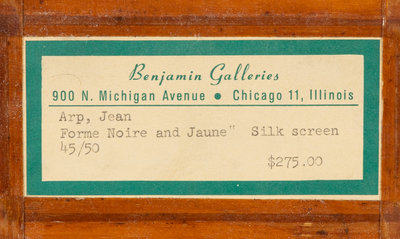 Benjamin Galleries
900 N. Michigan Avenue • Chicago 11, Illinois
Arp, Jean
Forme Noire and Jaune" Silk screen
45/50
$275.00